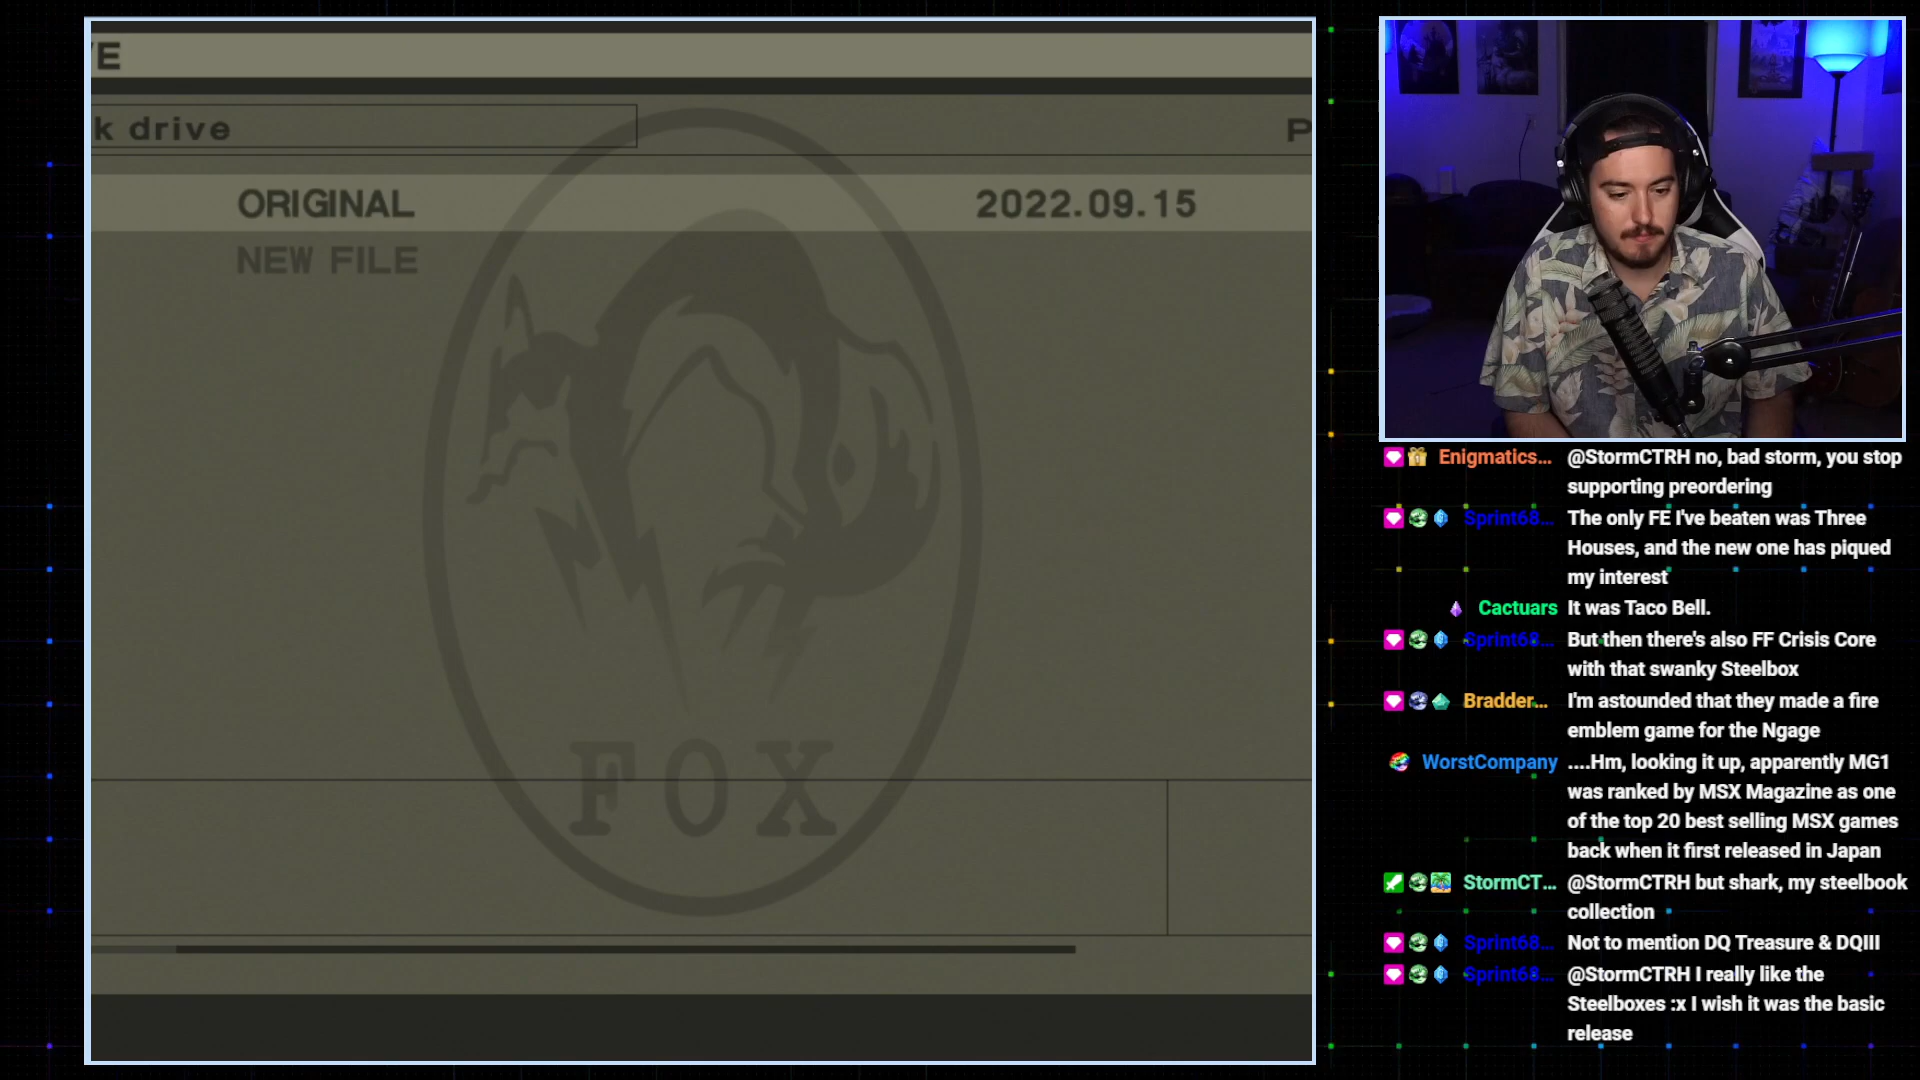 VE
k drive
P
ORIGINAL 2022.09.15
NEW FILE
FOX
Enigmatics... @StormCTRH no, bad storm, you stop
supporting preordering
Sprint68... The only FE I've beaten was Three
Houses, and the new one has piqued
my interest
Cactuars It was Taco Bell.
Sprint68... But then there's also FF Crisis Core
with that swanky Steelbox
Bradder... I'm astounded that they made a fire
emblem game for the Ngage
WorstCompany ....Hm, looking it up, apparently MG1
was ranked by MSX Magazine as one
of the top 20 best selling MSX games
back when it first released in Japan
StormCT... @StormCTRH but shark, my steelbook
collection
Sprint68... Not to mention DQ Treasure & DQIII
Sprint68... @StormCTRH I really like the
Steelboxes :x I wish it was the basic
release